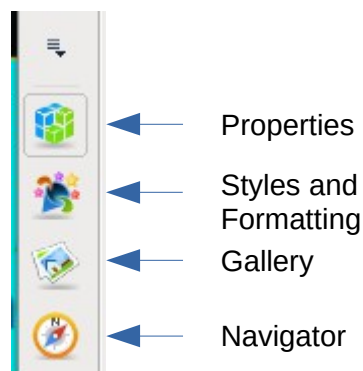 Properties
Styles and
Formatting
Gallery
N
Navigator